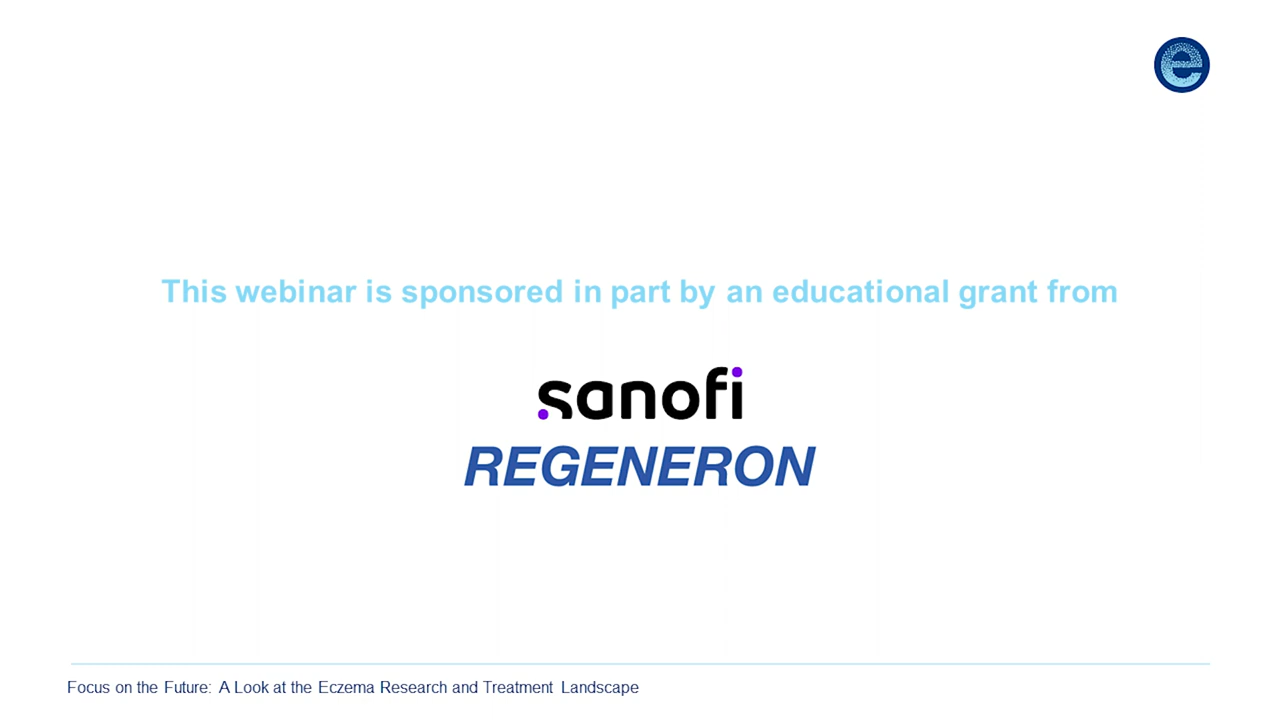 e
This webinar is sponsored in part by an educational grant from
sanofi
REGENERON
Focus on the Future: A Look at the Eczema Research and Treatment Landscape